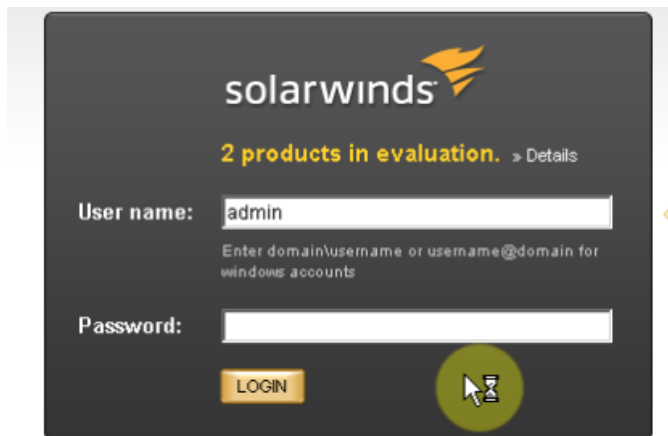 solarwinds
2 products in evaluation. » Details
User name: admin
Enter domain\username or username@domain for
windows accounts
Password:
LOGIN